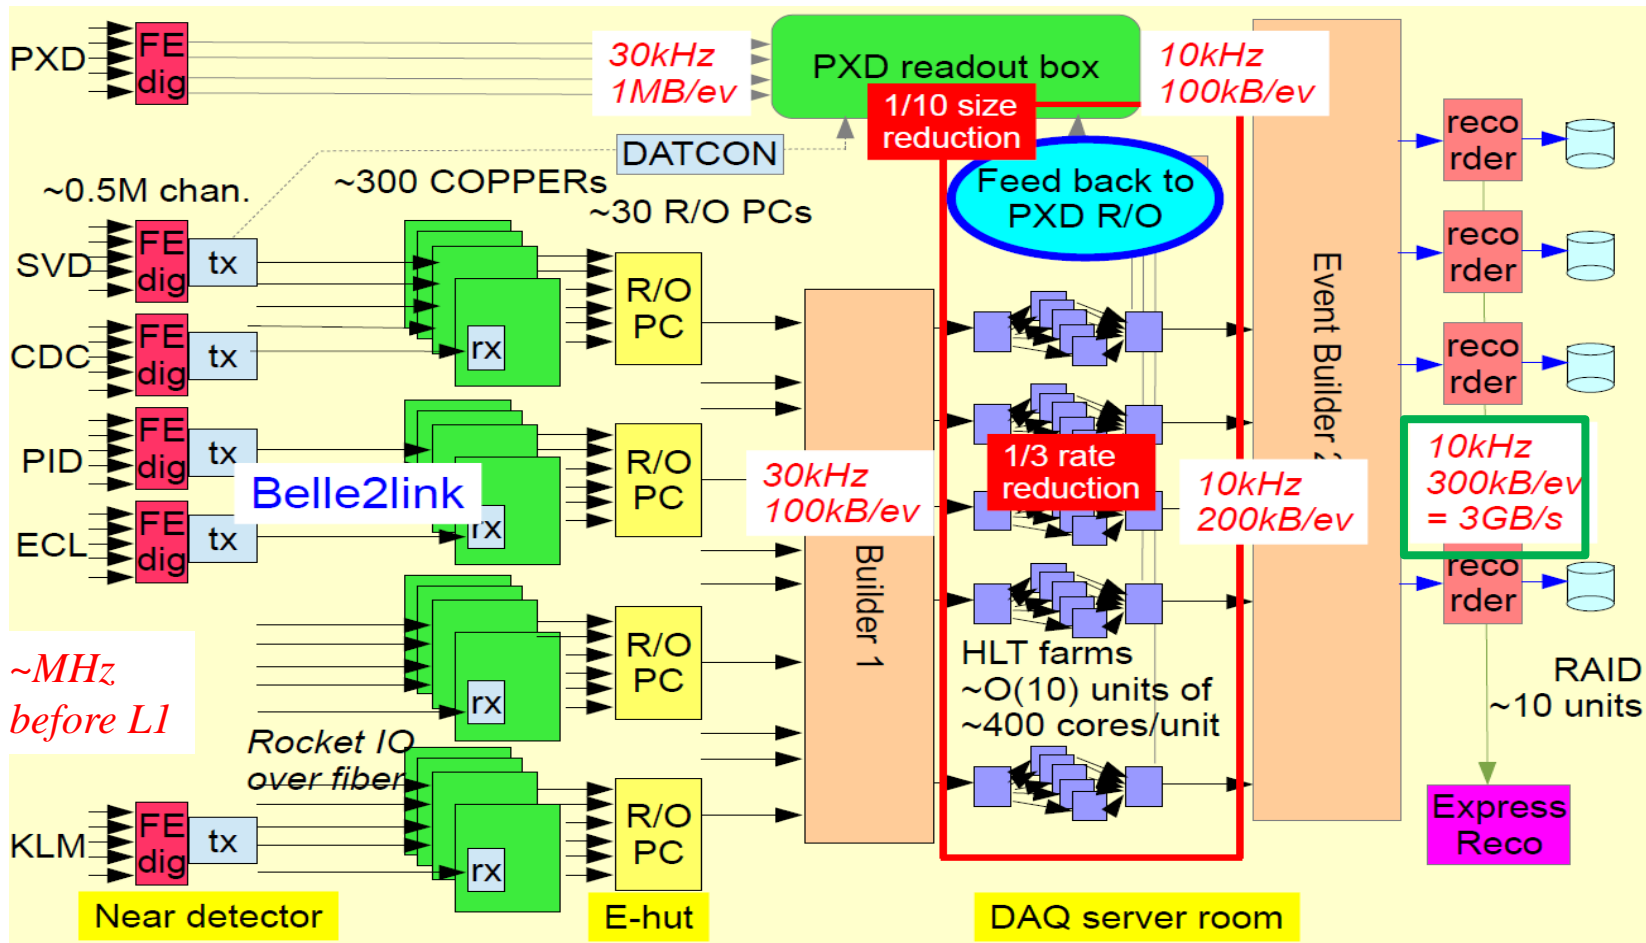 PXD
FE
dig
30kHz
1MB/ev
PXD readout box
10kHz
100kB/ev
1/10 size
reduction
DATCON
Feed back to
PXD R/O
~0.5M chan.
~300 COPPERs
~30 R/O PCs
SVD
FE
dig
tx
rx
R/O
PC
CDC
FE
dig
tx
PID
FE
dig
tx
Belle2link
rx
R/O
PC
ECL
FE
dig
tx
30kHz
100kB/ev
Builder 1
1/3 rate
reduction
10kHz
200kB/ev
Event Builder 2
reco
rder
reco
rder
reco
rder
10kHz
300kB/ev
= 3GB/s
reco
rder
~MHz
before L1
rx
R/O
PC
HLT farms
~O(10) units of
~400 cores/unit
RAID
~10 units
Rocket IO
over fiber
KLM
FE
dig
tx
rx
R/O
PC
Express
Reco
Near detector
E-hut
DAQ server room